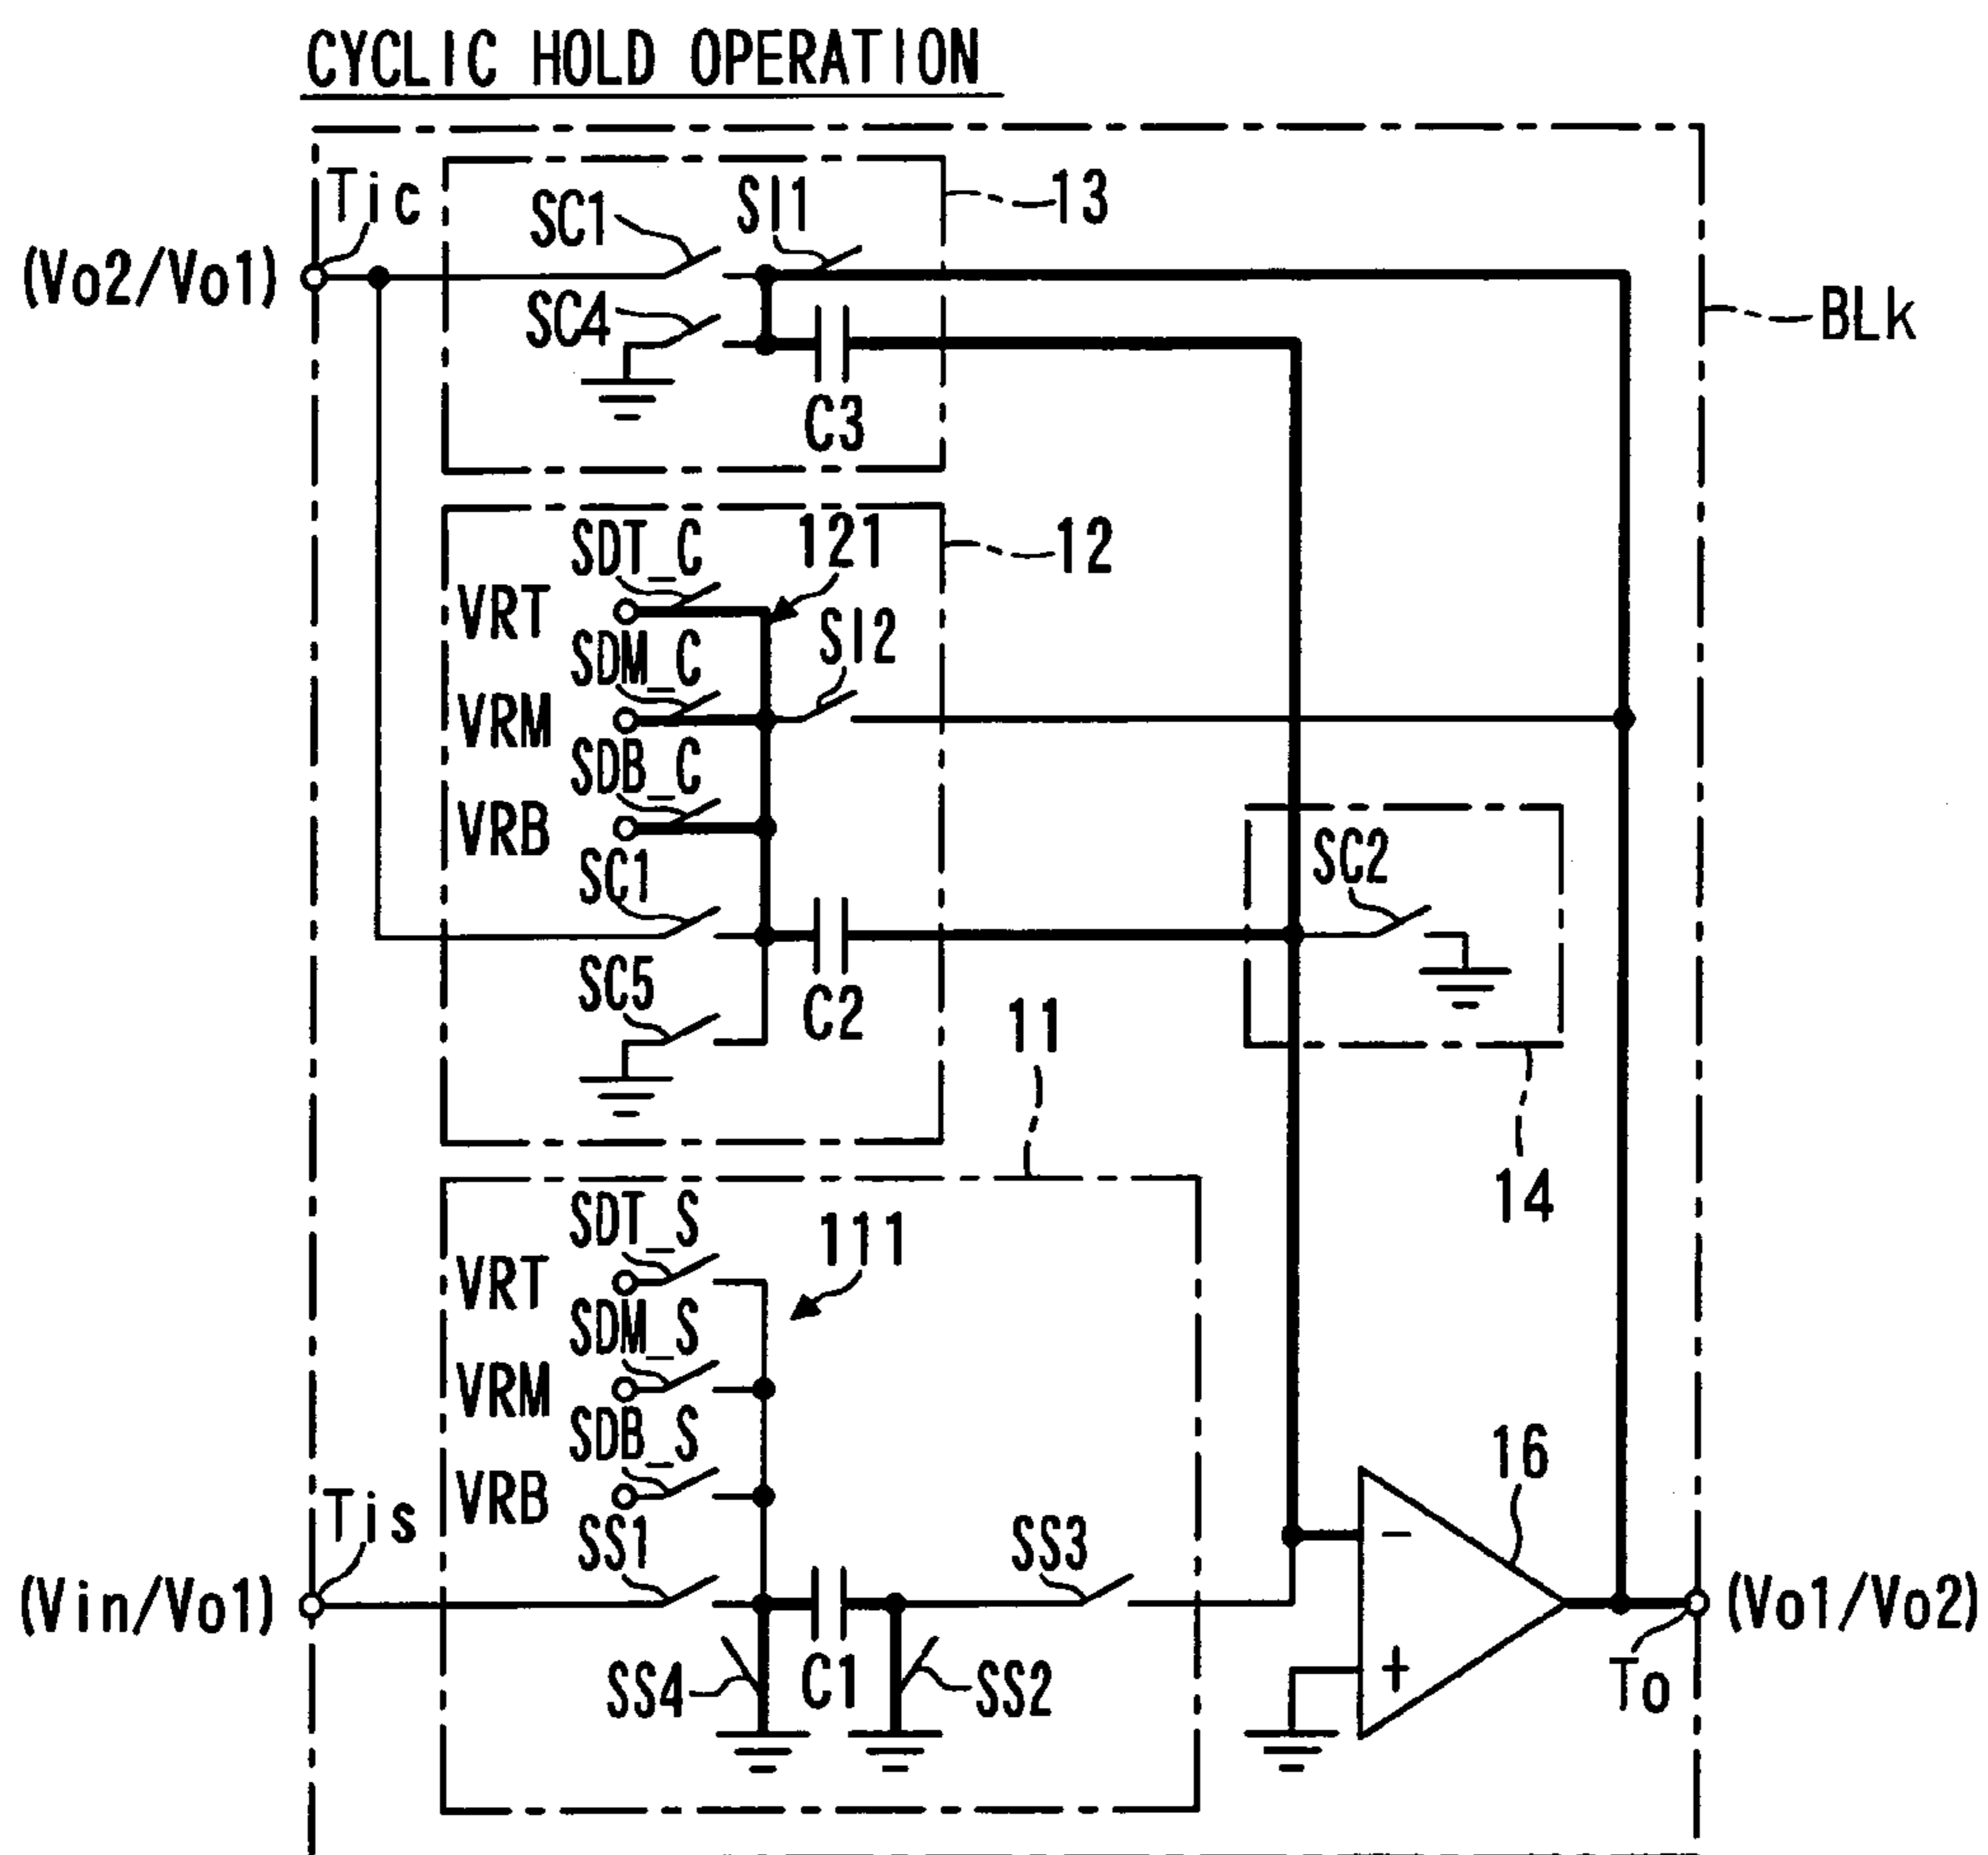 CYCLIC HOLD OPERATION
Tic
SC1
SI1
13
(Vo2/Vo1)
SC4
BLk
C3
SDT_C
121
12
VRT
SDM_C
SI2
VRM
SDB_C
VRB
SC1
SC2
SC5
C2
11
14
SDT_S
111
VRT
SDM_S
VRM
SDB_S
16
VRB
Tis
SS1
SS3
(Vin/Vo1)
(Vo1/Vo2)
SS4
C1
SS2
To
−
+